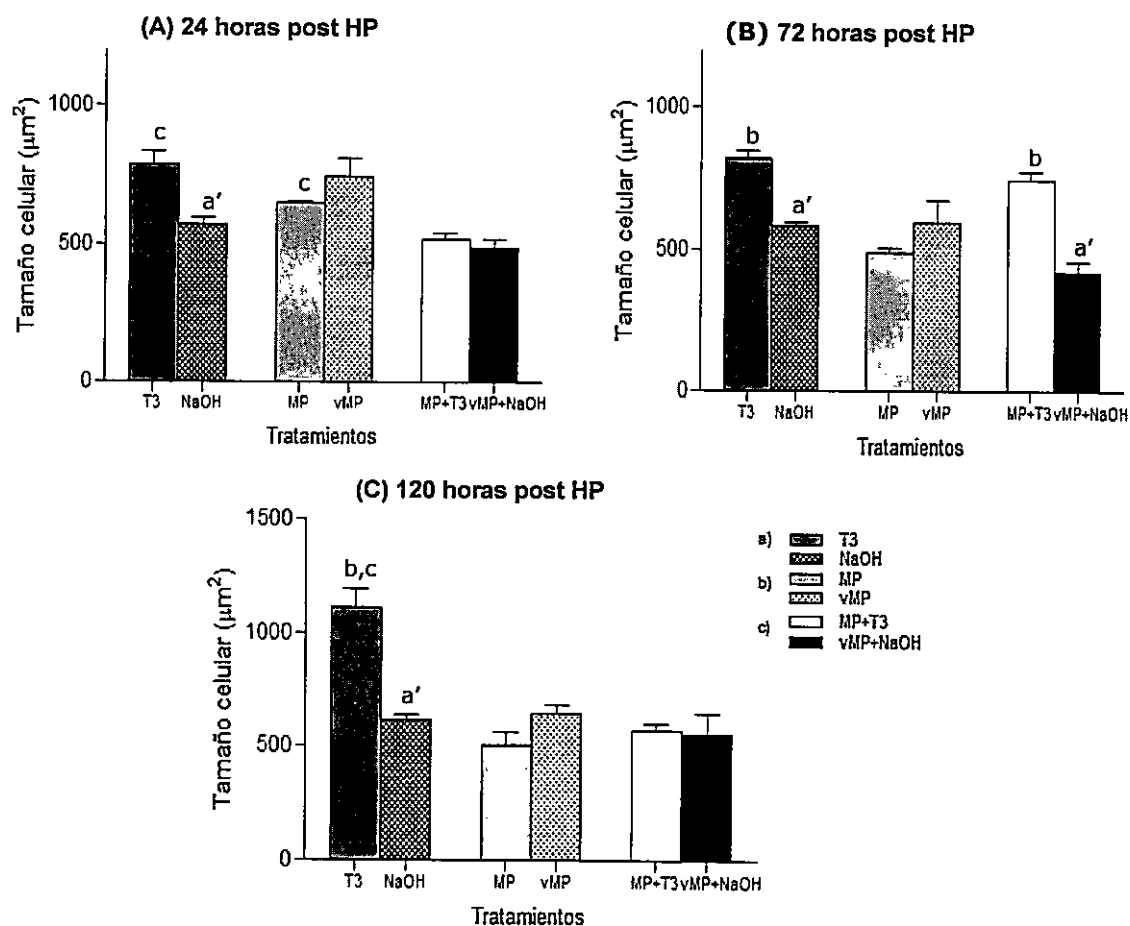 (A) 24 horas post HP
Tamaño celular (µm²)
1000
500
0
c
a'
c
T3 NaOH MP vMP MP+T3 vMP+NaOH
Tratamientos
(B) 72 horas post HP
Tamaño celular (µm²)
1000
500
0
b
a'
b
a'
T3 NaOH MP vMP MP+T3 vMP+NaOH
Tratamientos
(C) 120 horas post HP
Tamaño celular (µm²)
1500
1000
500
0
b,c
a'
T3 NaOH MP vMP MP+T3 vMP+NaOH
Tratamientos
a) T3
NaOH
b) MP
vMP
c) MP+T3
vMP+NaOH